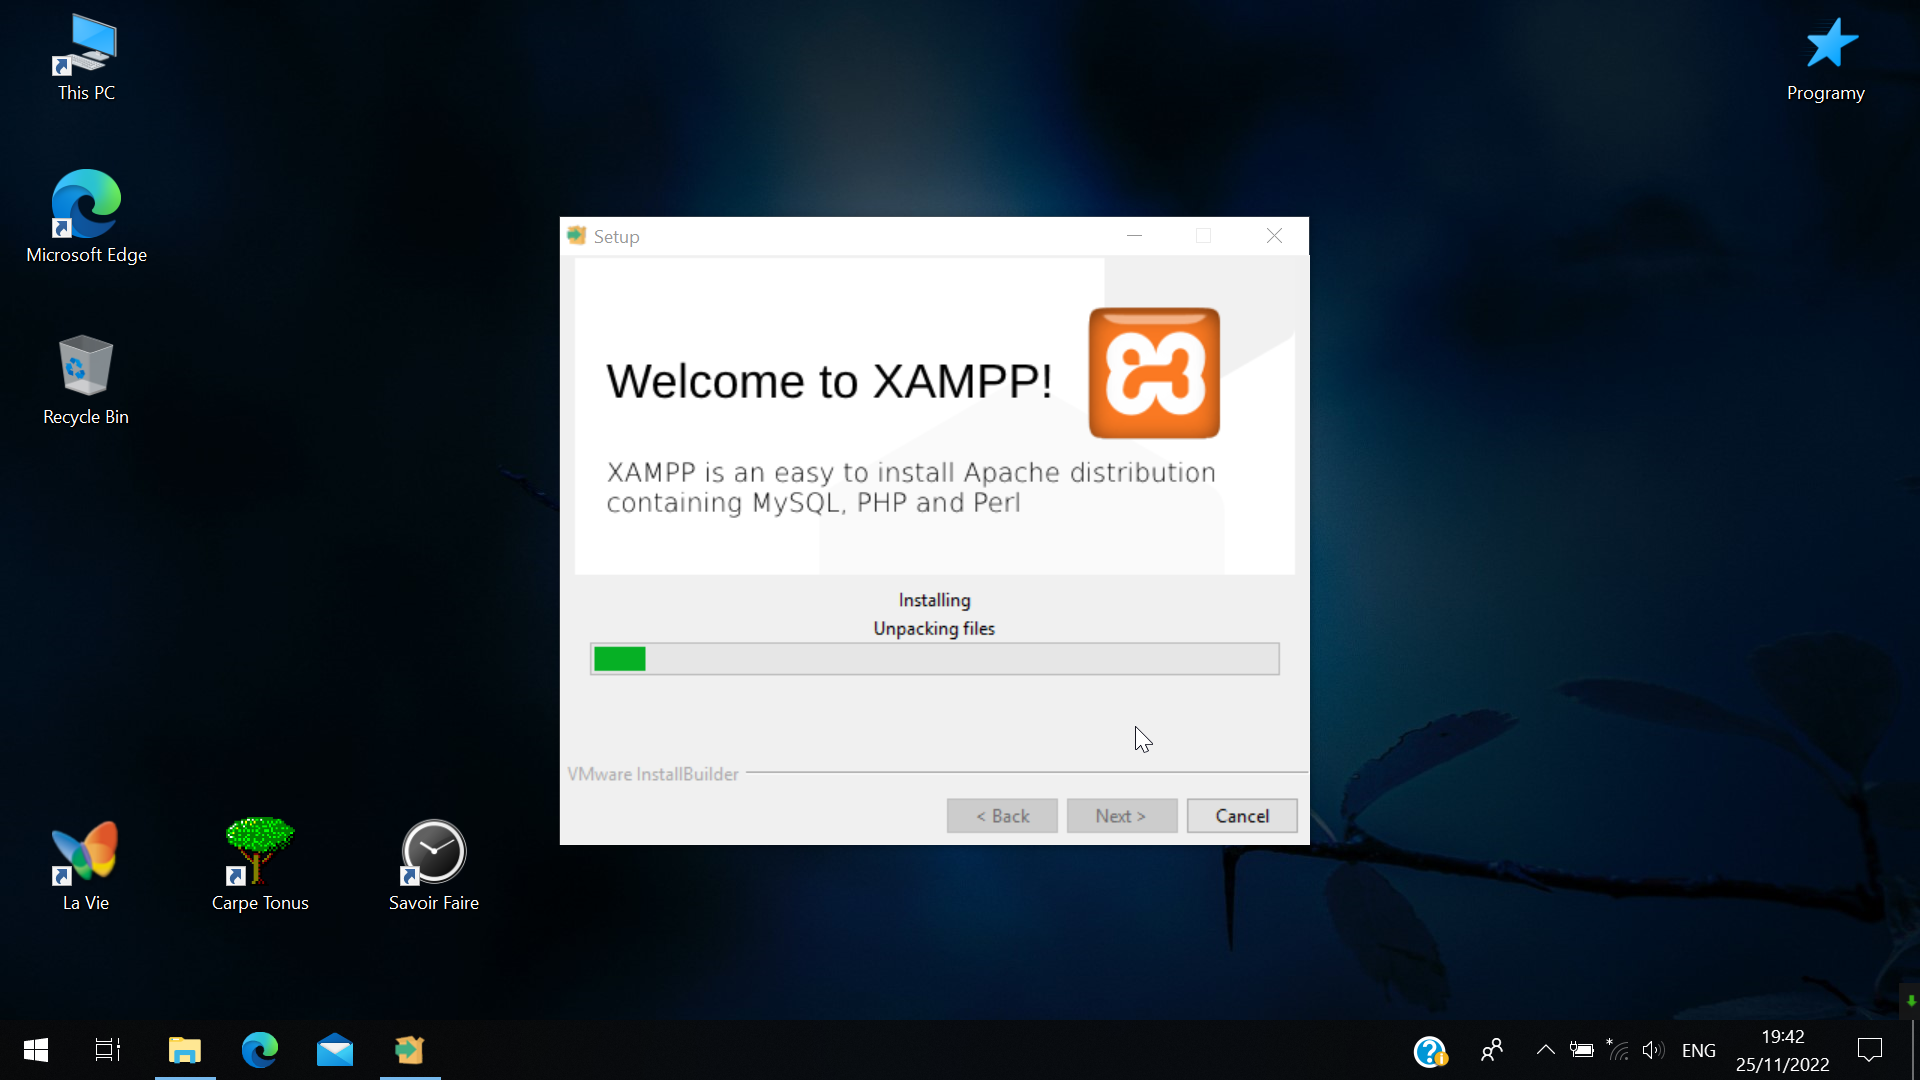 This PC
Programy
Microsoft Edge
Recycle Bin
Setup
Welcome to XAMPP!
XAMPP is an easy to install Apache distribution
containing MySQL, PHP and Perl
Installing
Unpacking files
VMware InstallBuilder
< Back
Next >
Cancel
La Vie
Carpe Tonus
Savoir Faire
ENG
19:42
25/11/2022